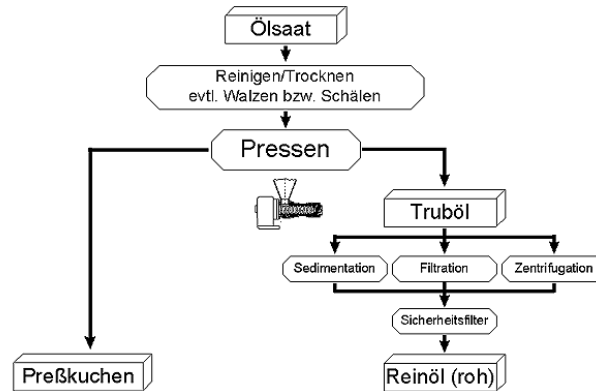 Ölsaat
Reinigen/Trocknen
evtl. Walzen bzw. Schälen
Pressen
Truböl
Sedimentation
Filtration
Zentrifugation
Sicherheitsfilter
Preßkuchen
Reinöl (roh)